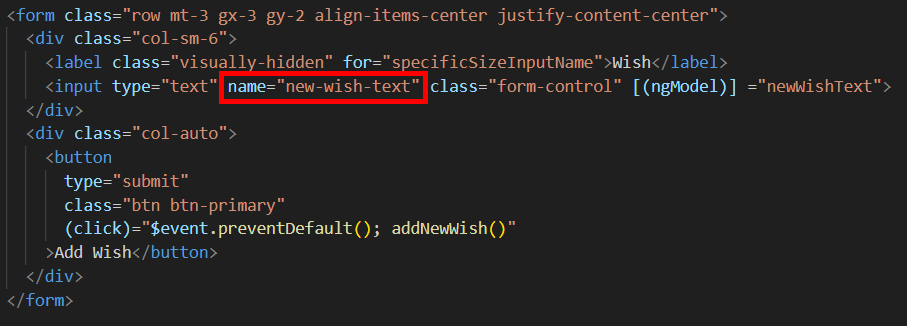 <form class="row mt-3 gx-3 gy-2 align-items-center justify-content-center">
<div class="col-sm-6">
<label class="visually-hidden" for="specificSizeInputName">Wish</label>
<input type="text" name="new-wish-text" class="form-control" [(ngModel)] ="newWishText">
</div>
<div class="col-auto">
<button
type="submit"
class="btn btn-primary"
(click)="$event.preventDefault(); addNewWish()"
>Add Wish</button>
</div>
</form>